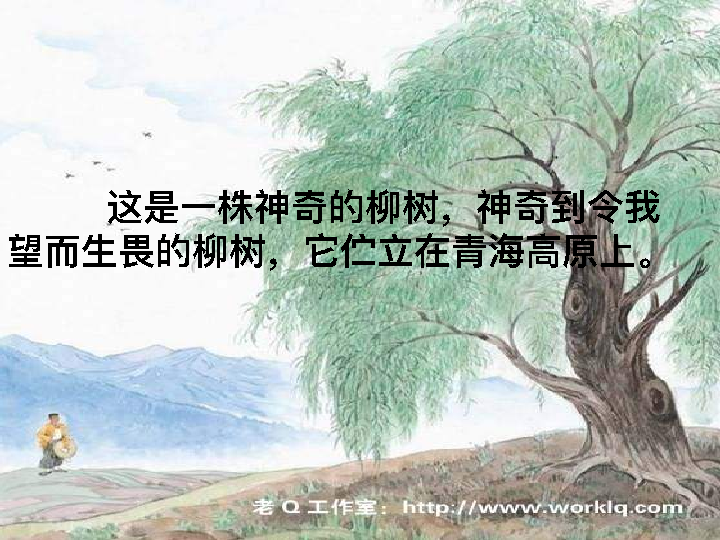 这是一株神奇的柳树，神奇到令我
望而生畏的柳树，它伫立在青海高原上。
老 Q 工作室：http://www.worklq.com